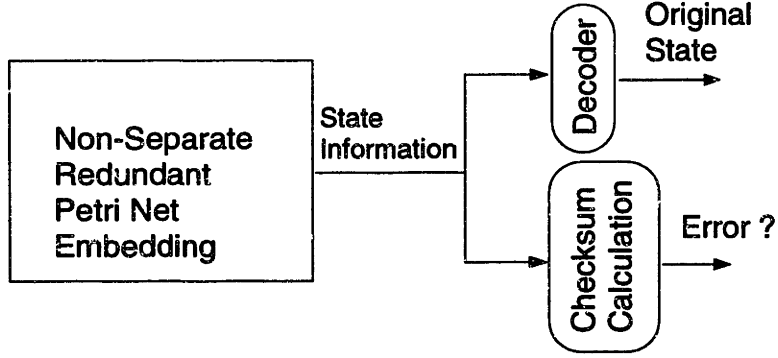 Non-Separate
Redundant
Petri Net
Embedding
State
Information
Decoder
Original
State
Checksum
Calculation
Error ?